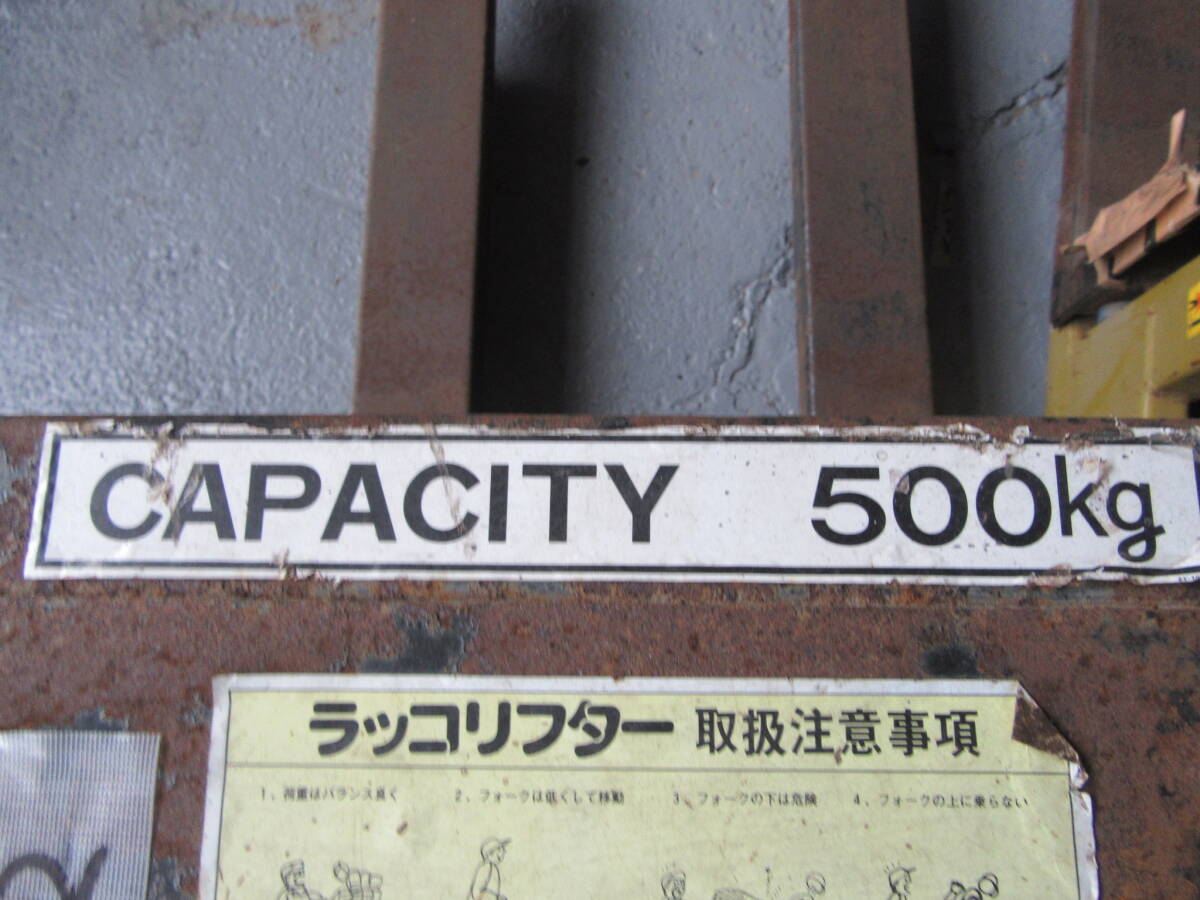 CAPACITY 500kg
ラッコリフター 取扱注意事項
1、荷重はバランス良く 2、フォークは低くして移動 3、フォークの下は危険 4、フォークの上に乗らない